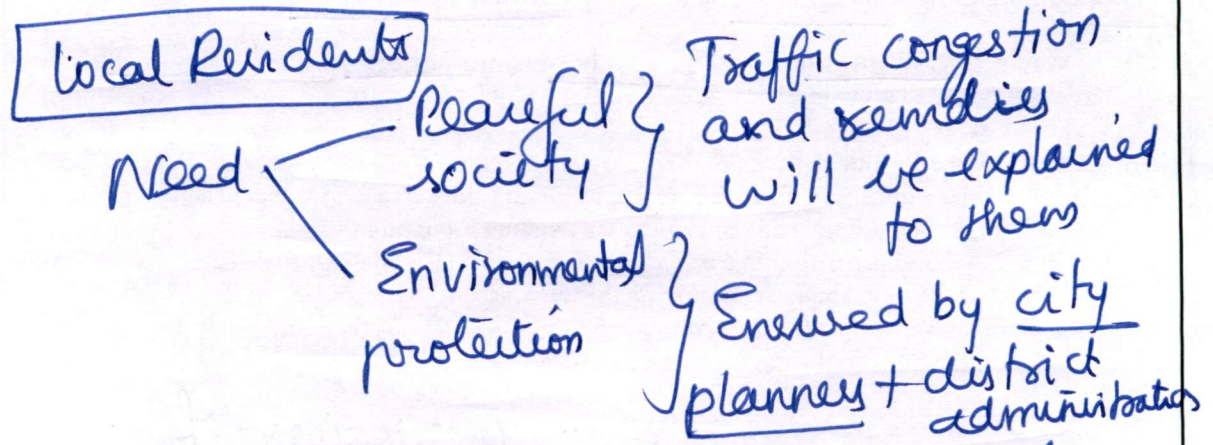 Local Residents
Need
Peaceful
society
Traffic congestion
and remdies
will be explained
to them
Environmental
protection
Ensured by city
planners + district
administration